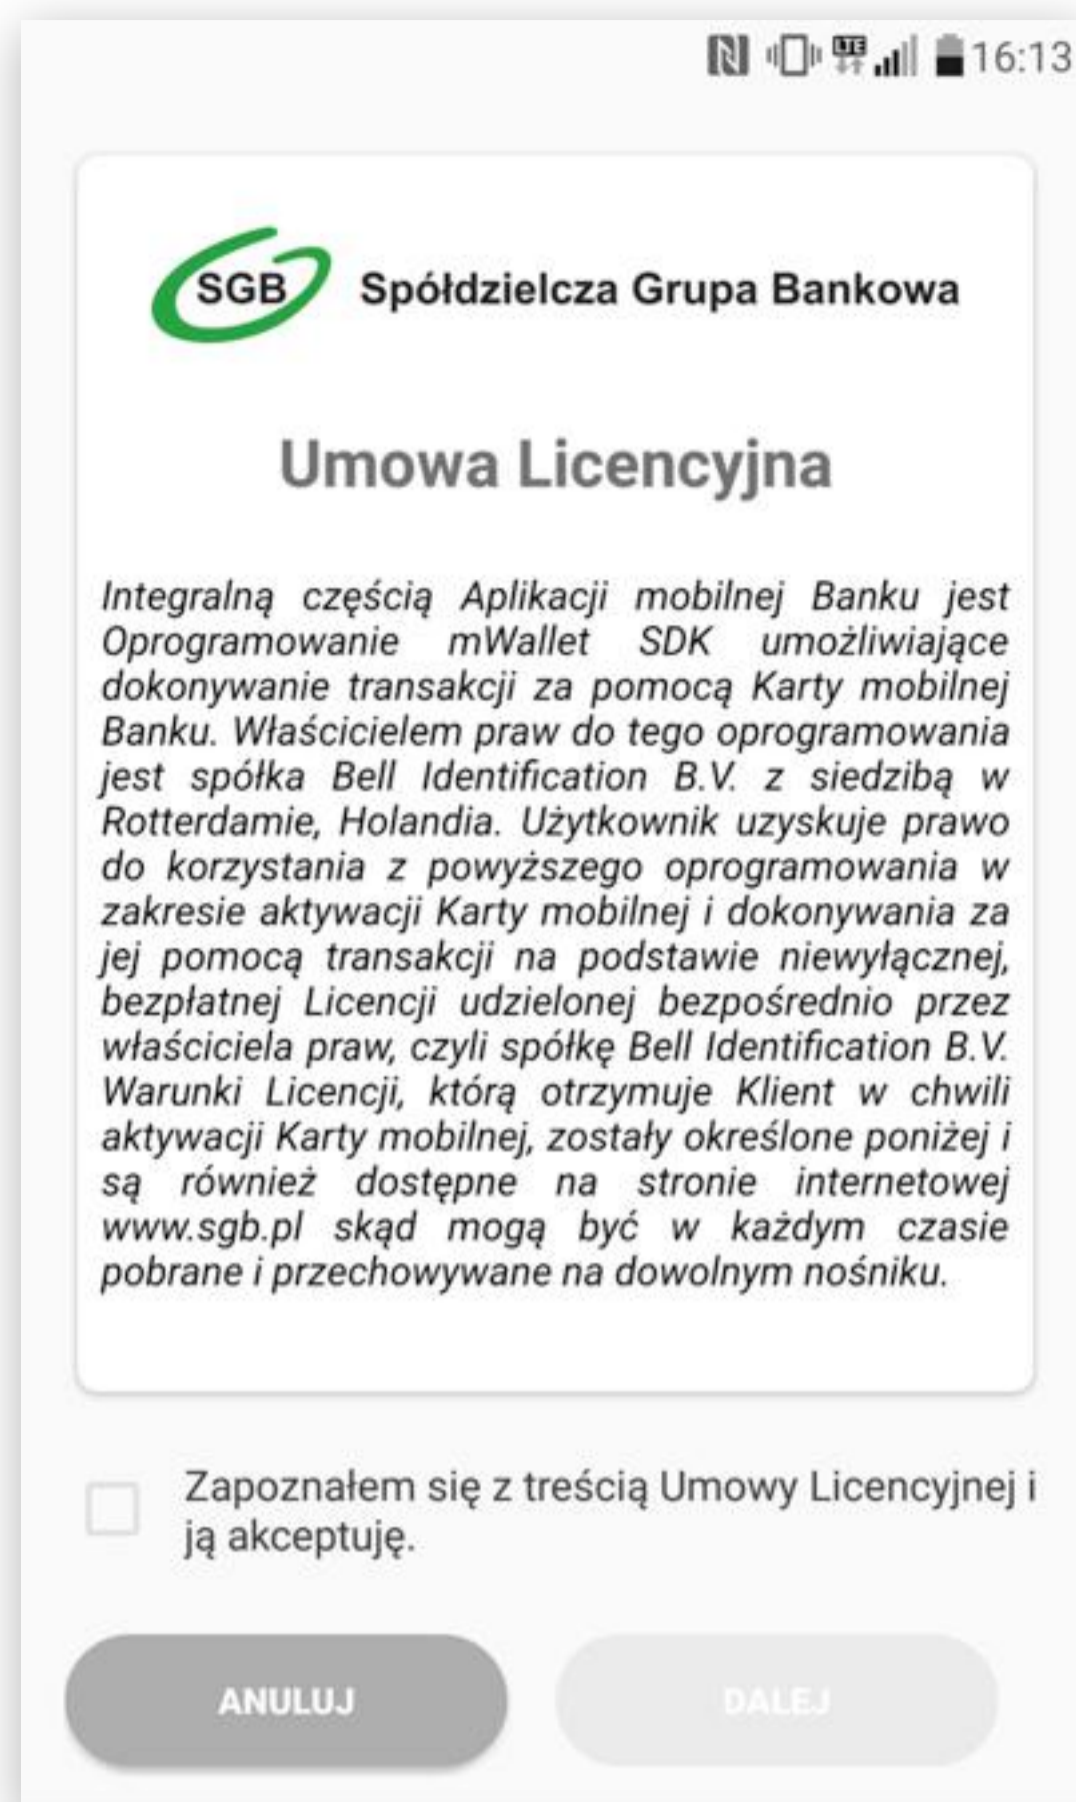 LTE 16:13
SGB Spółdzielcza Grupa Bankowa
Umowa Licencyjna
Integralną częścią Aplikacji mobilnej Banku jest
Oprogramowanie mWallet SDK umożliwiające
dokonywanie transakcji za pomocą Karty mobilnej
Banku. Właścicielem praw do tego oprogramowania
jest spółka Bell Identification B.V. z siedzibą w
Rotterdamie, Holandia. Użytkownik uzyskuje prawo
do korzystania z powyższego oprogramowania w
zakresie aktywacji Karty mobilnej i dokonywania za
jej pomocą transakcji na podstawie niewyłącznej,
bezpłatnej Licencji udzielonej bezpośrednio przez
właściciela praw, czyli spółkę Bell Identification B.V.
Warunki Licencji, którą otrzymuje Klient w chwili
aktywacji Karty mobilnej, zostały określone poniżej i
są również dostępne na stronie internetowej
www.sgb.pl skąd mogą być w każdym czasie
pobrane i przechowywane na dowolnym nośniku.
Zapoznałem się z treścią Umowy Licencyjnej i
ją akceptuję.
ANULUJ DALEJ